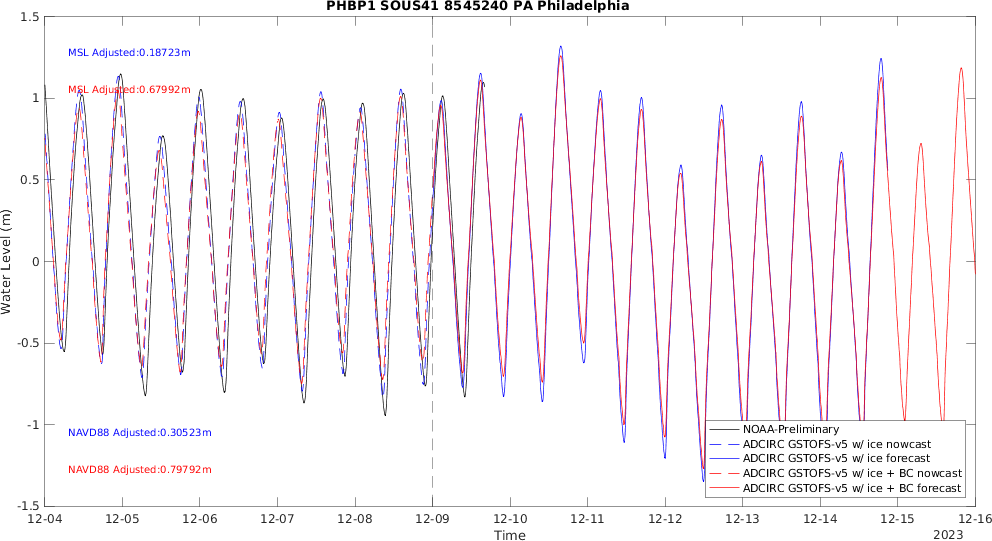 PHBP1 SOUS41 8545240 PA Philadelphia
1.5
1
0.5
0
-0.5
-1
-1.5
Water Level (m)
MSL Adjusted:0.18723m
MSL Adjusted:0.67992m
NAVD88 Adjusted:0.30523m
NAVD88 Adjusted:0.79792m
NOAA-Preliminary
ADCIRC GSTOFS-v5 w/ ice nowcast
ADCIRC GSTOFS-v5 w/ ice forecast
ADCIRC GSTOFS-v5 w/ ice + BC nowcast
ADCIRC GSTOFS-v5 w/ ice + BC forecast
12-04 12-05 12-06 12-07 12-08 12-09 12-10 12-11 12-12 12-13 12-14 12-15 12-16
Time
2023